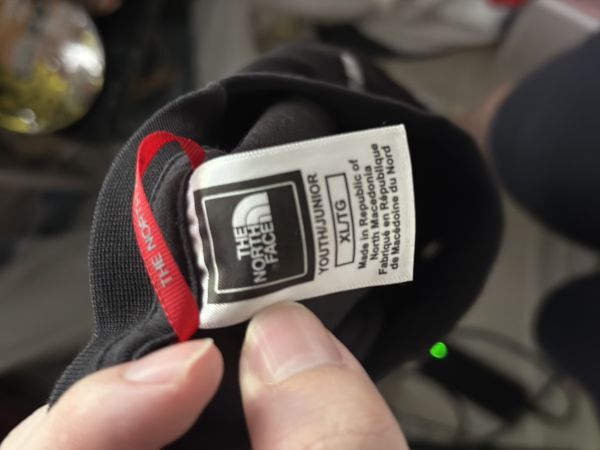 THE
NORTH
FACE
YOUTH/JUNIOR
XL/TG
Made in Republic of
North Macedonia
Fabriqué en République
de Macédoine du Nord
THE NORTH